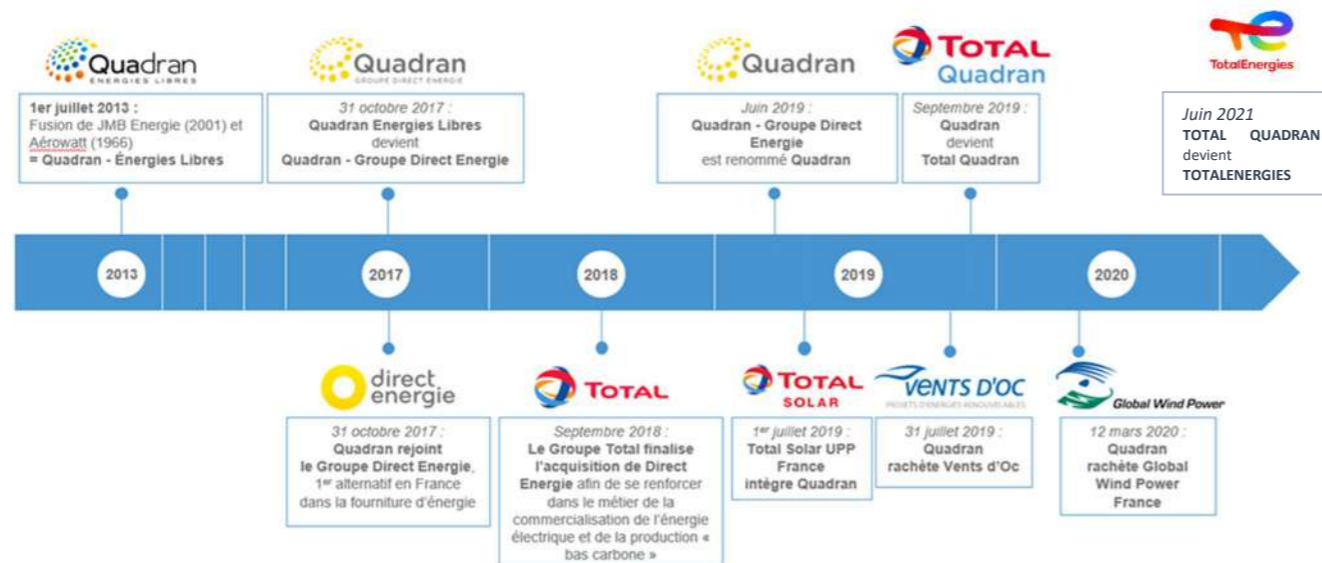 Quadran
ENERGIES LIBRES
1er juillet 2013 :
Fusion de JMB Energie (2001) et
Aérowatt (1966)
= Quadran - Énergies Libres
Quadran
GROUPE DIRECT ENERGIE
31 octobre 2017 :
Quadran Energies Libres
devient
Quadran - Groupe Direct Energie
Quadran
Juin 2019 :
Quadran - Groupe Direct
Energie
est renommé Quadran
TOTAL
Quadran
Septembre 2019 :
Quadran
devient
Total Quadran
TotalEnergies
Juin 2021
TOTAL QUADRAN
devient
TOTALENERGIES
2013
2017
2018
2019
2020
direct
energie
31 octobre 2017 :
Quadran rejoint
le Groupe Direct Energie,
1er alternatif en France
dans la fourniture d'énergie
TOTAL
Septembre 2018 :
Le Groupe Total finalise
l'acquisition de Direct
Energie afin de se renforcer
dans le métier de la
commercialisation de l'énergie
électrique et de la production «
bas carbone »
TOTAL
SOLAR
1er juillet 2019 :
Total Solar UPP
France
intègre Quadran
VENTS D'OC
PROJETS D'ENERGIES RENOUVELABLES
31 juillet 2019 :
Quadran
rachète Vents d'Oc
Global Wind Power
12 mars 2020 :
Quadran
rachète Global
Wind Power
France